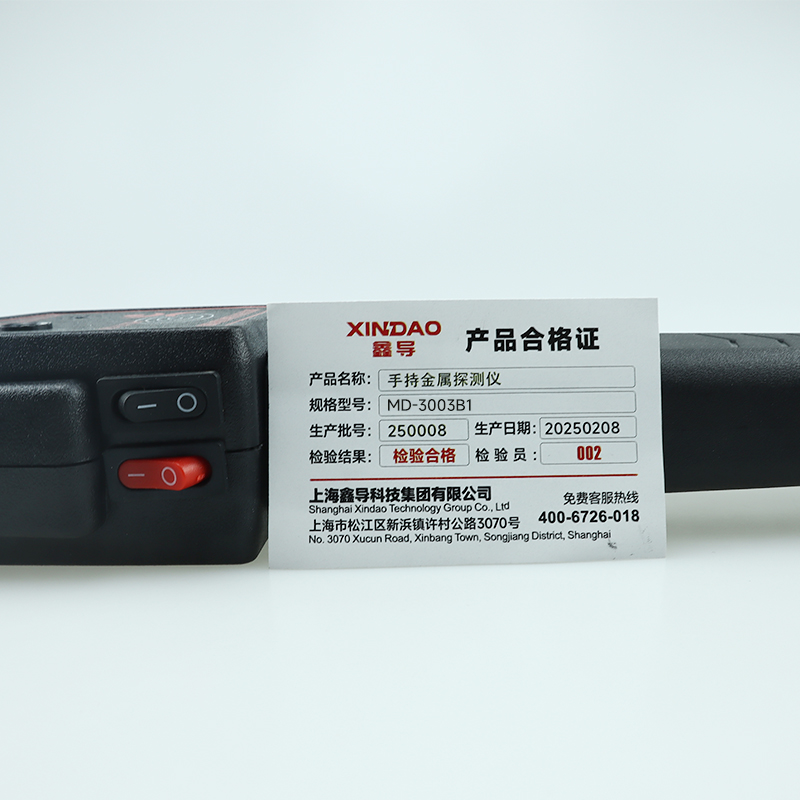 XINDAO
鑫导
产品合格证
产品名称： 手持金属探测仪
规格型号： MD-3003B1
生产批号： 250008 生产日期： 20250208
检验结果： 检验合格 检验员： 002
上海鑫导科技集团有限公司
Shanghai Xindao Technology Group Co., Ltd
上海市松江区新浜镇许村公路3070号
No. 3070 Xucun Road, Xinbang Town, Songjiang District, Shanghai
免费客服热线
400-6726-018